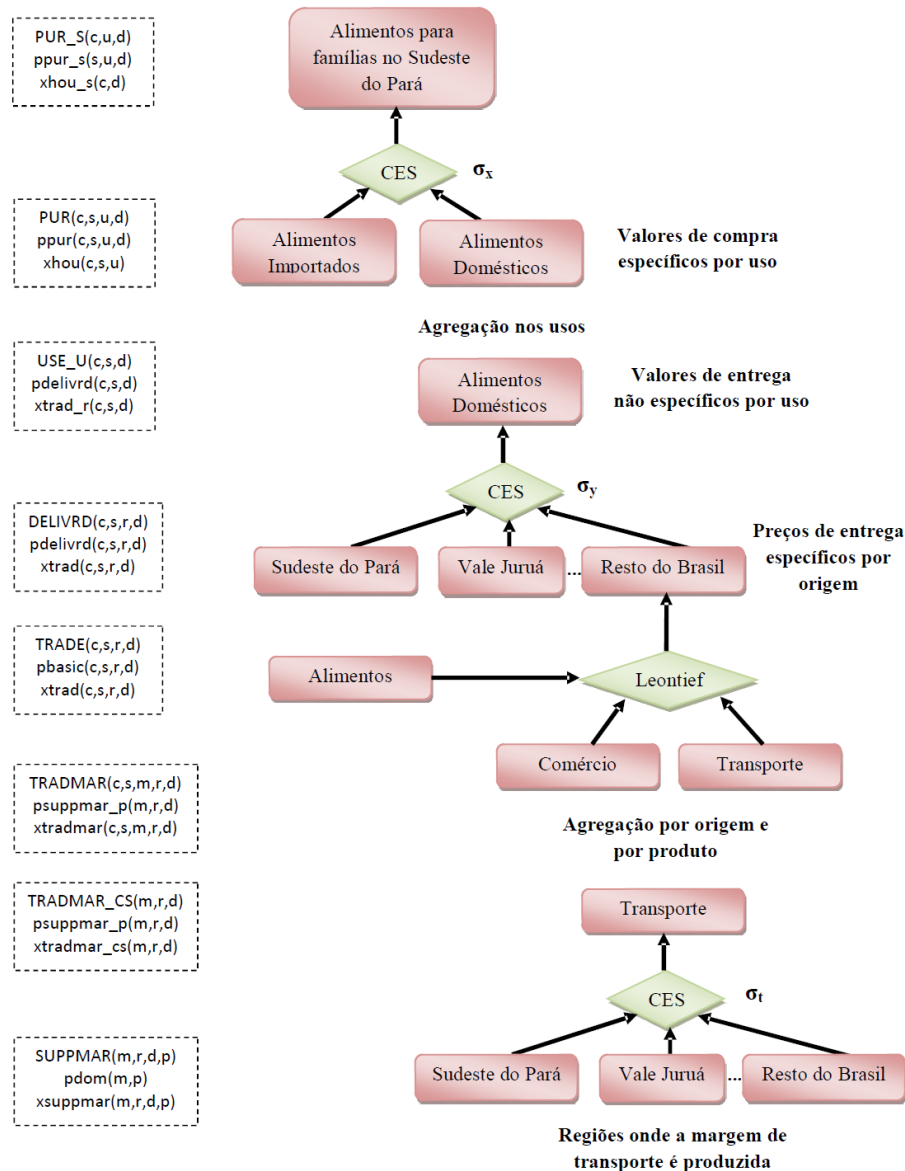 PUR_S(c,u,d)
ppur_s(s,u,d)
xhou_s(c,d)
Alimentos para
famílias no Sudeste
do Pará
CES
σx
PUR(c,s,u,d)
ppur(c,s,u,d)
xhou(c,s,u)
Alimentos
Importados
Alimentos
Domésticos
Valores de compra
específicos por uso
Agregação nos usos
USE_U(c,s,d)
pdelivrd(c,s,d)
xtrad_r(c,s,d)
Alimentos
Domésticos
Valores de entrega
não específicos por uso
CES
σy
DELIVRD(c,s,r,d)
pdelivrd(c,s,r,d)
xtrad(c,s,r,d)
Sudeste do Pará
Vale Juruá
...
Resto do Brasil
Preços de entrega
específicos por
origem
TRADE(c,s,r,d)
pbasic(c,s,r,d)
xtrad(c,s,r,d)
Alimentos
Leontief
Comércio
Transporte
TRADMAR(c,s,m,r,d)
psuppmar_p(m,r,d)
xtradmar(c,s,m,r,d)
Agregação por origem e
por produto
TRADMAR_CS(m,r,d)
psuppmar_p(m,r,d)
xtradmar_cs(m,r,d)
Transporte
CES
σt
SUPPMAR(m,r,d,p)
pdom(m,p)
xsuppmar(m,r,d,p)
Sudeste do Pará
Vale Juruá
...
Resto do Brasil
Regiões onde a margem de
transporte é produzida